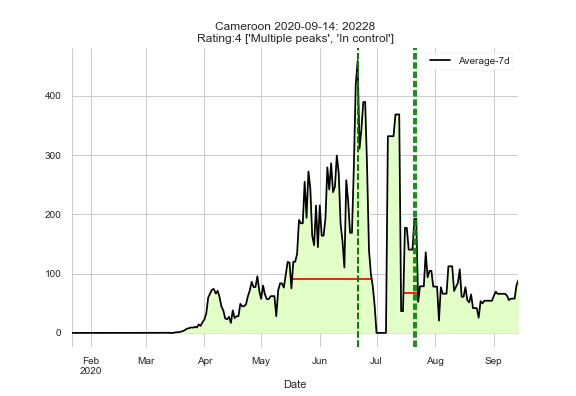 Cameroon 2020-09-14: 20228
Rating:4 ['Multiple peaks', 'In control']
Average-7d
400
300
200
100
0
Feb Mar Apr May Jun Jul Aug Sep
2020
Date